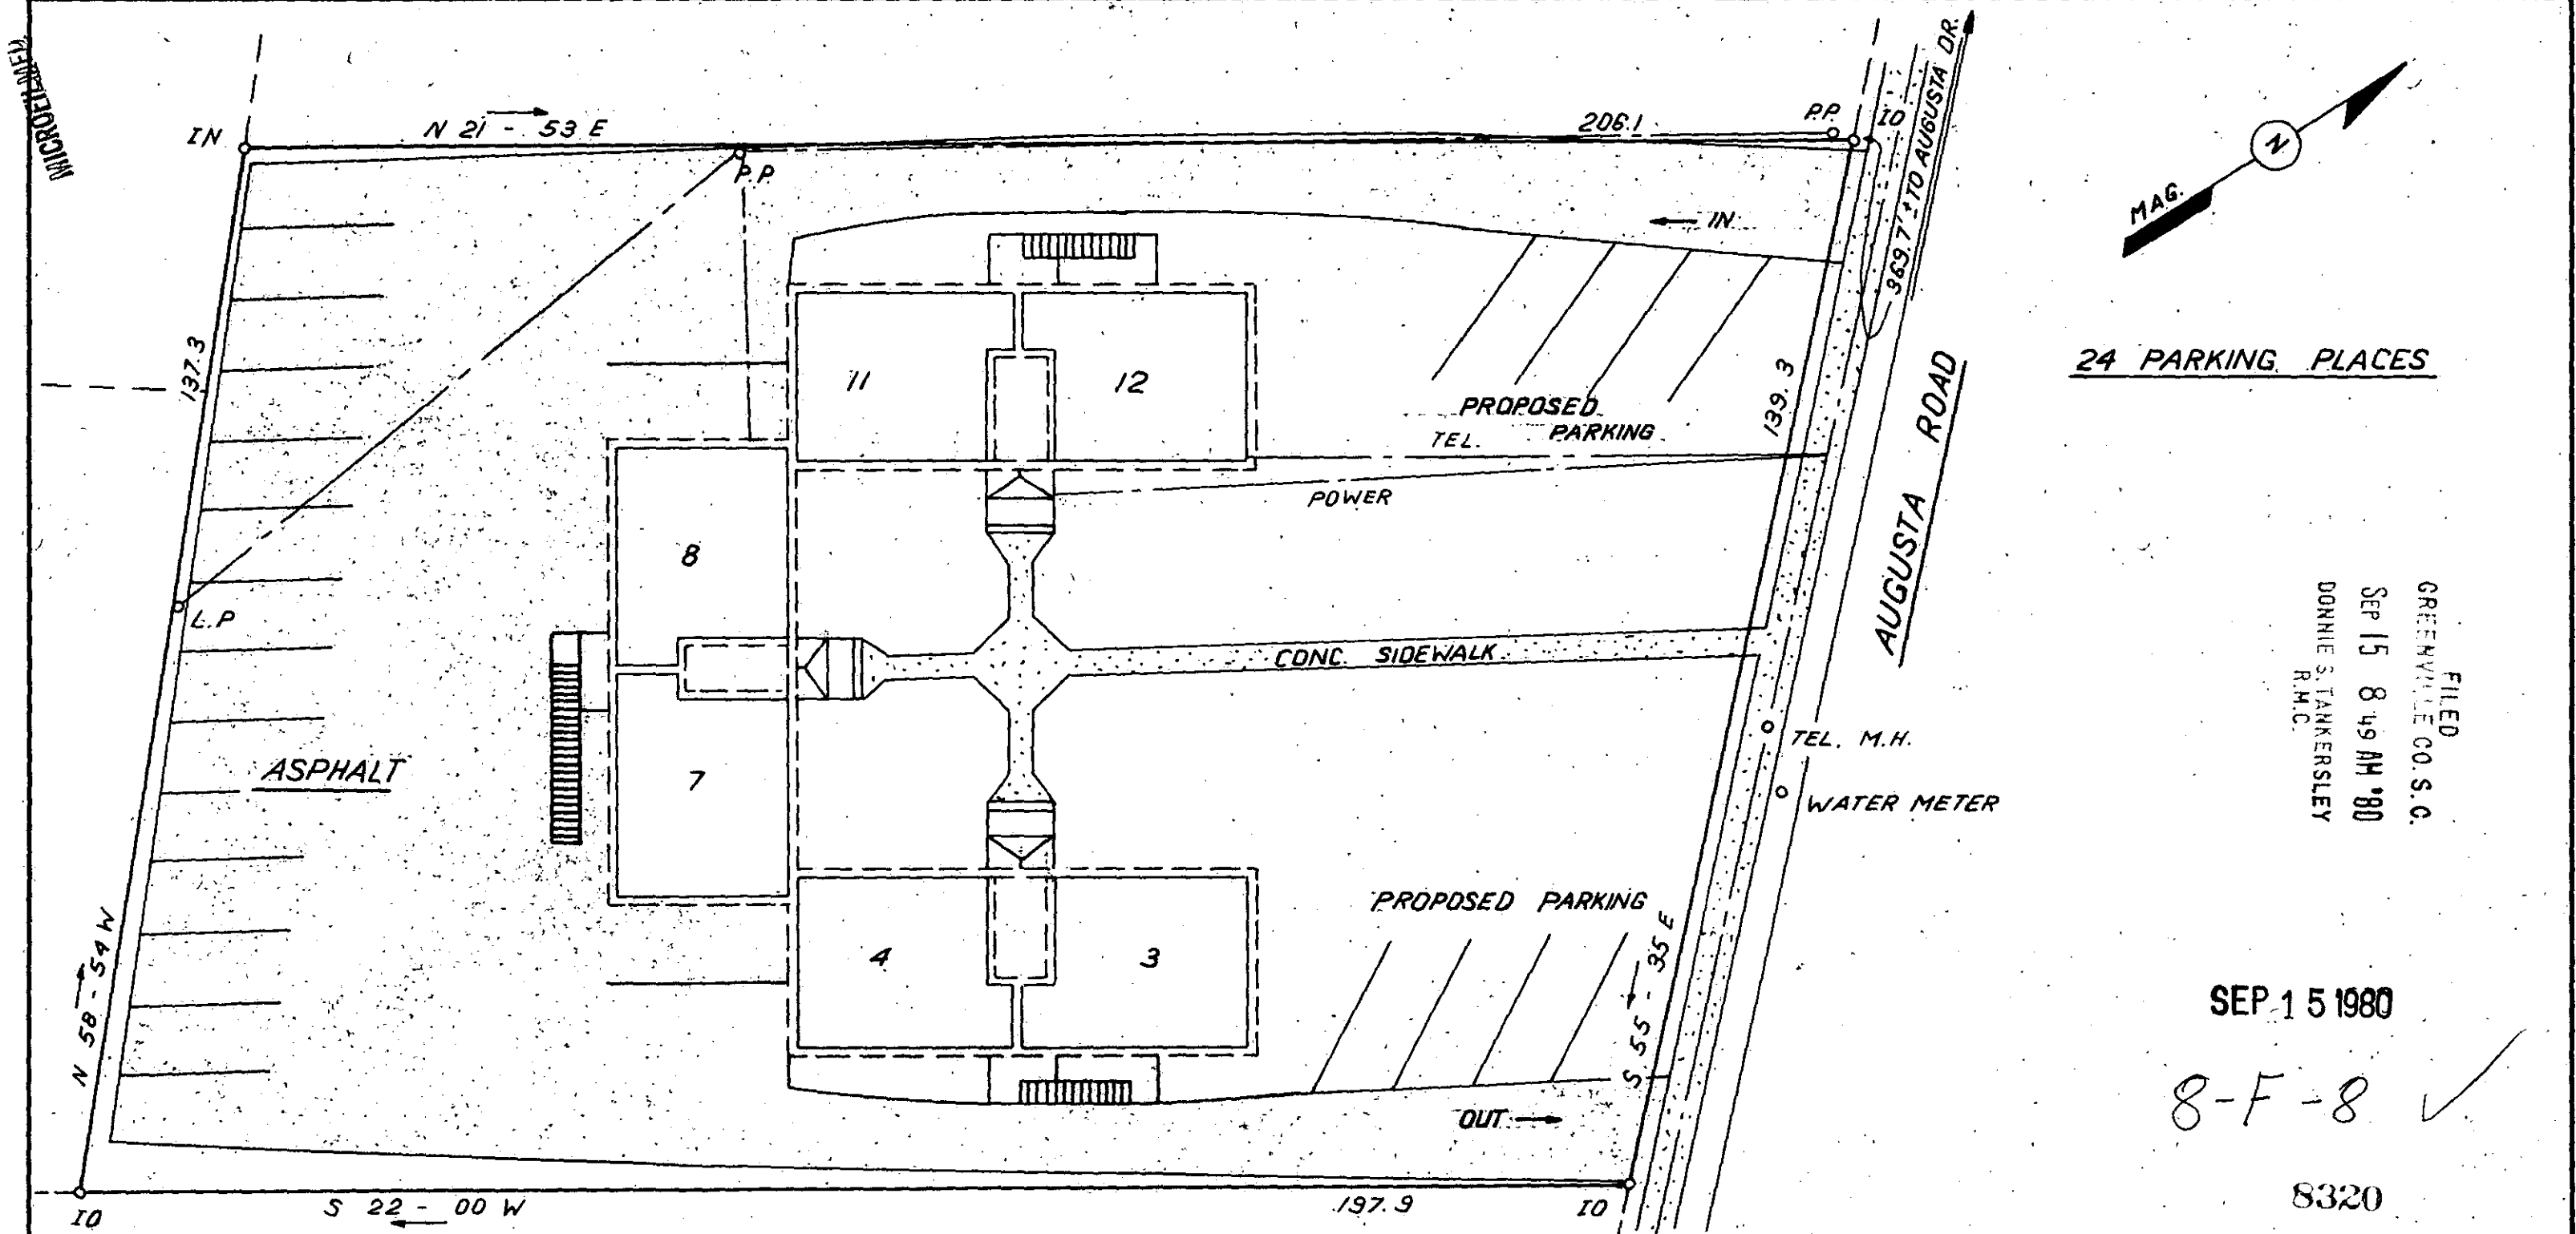 MICROFILMED
IN
N 21 - 53 E
206.1
P.P.
IO
369.7'± TO AUGUSTA DR.
P.P.
IN
MAG.
N
137.3
11
12
139.3
24 PARKING PLACES
PROPOSED
PARKING
TEL.
POWER
AUGUSTA ROAD
8
L.P
CONC. SIDEWALK
FILED
GREENVILLE CO. S. C.
SEP 15 8 49 AM '80
DONNIE S. TANKERSLEY
R.M.C.
TEL. M.H.
ASPHALT
7
WATER METER
PROPOSED PARKING
4
3
N 58 - 54 W
S 55 - 35 E
SEP 15 1980
8-F-8
OUT
IO
S 22 - 00 W
197.9
IO
8320